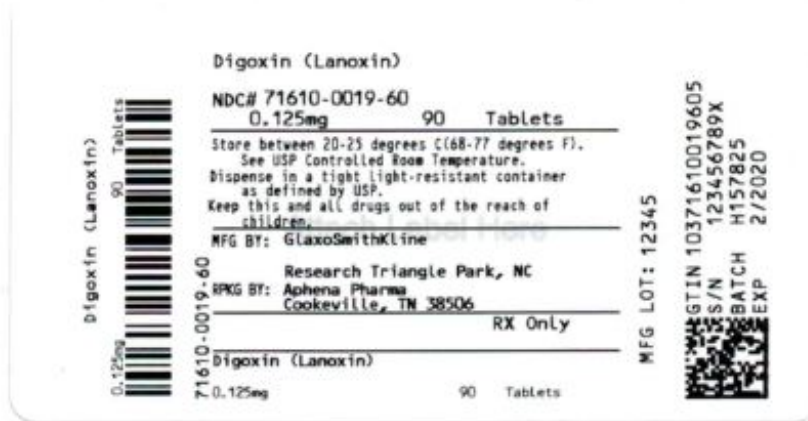 Digoxin (Lanoxin)
NDC# 71610-0019-60
0.125mg 90 Tablets
Store between 20-25 degrees C(68-77 degrees F).
See USP Controlled Room Temperature.
Dispense in a tight light-resistant container
as defined by USP.
Keep this and all drugs out of the reach of
children.
Label Here
MFG BY: GlaxoSmithKline
Research Triangle Park, NC
RPKG BY: Aphena Pharma
Cookeville, TN 38506
RX Only
Digoxin (Lanoxin)
0.125mg 90 Tablets
71610-0019-60
Digoxin (Lanoxin)
0.125mg 90 Tablets
MFG LOT: 12345
GTIN 10371610019605
S/N 123456789X
BATCH H157825
EXP 2/2020